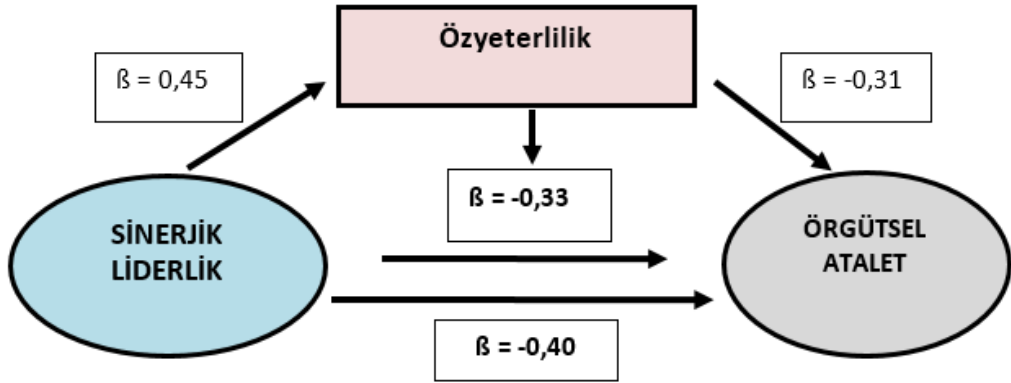 Özyeterlilik
ß = 0,45
ß = -0,31
ß = -0,33
SİNERJİK
LİDERLİK
ÖRGÜTSEL
ATALET
ß = -0,40